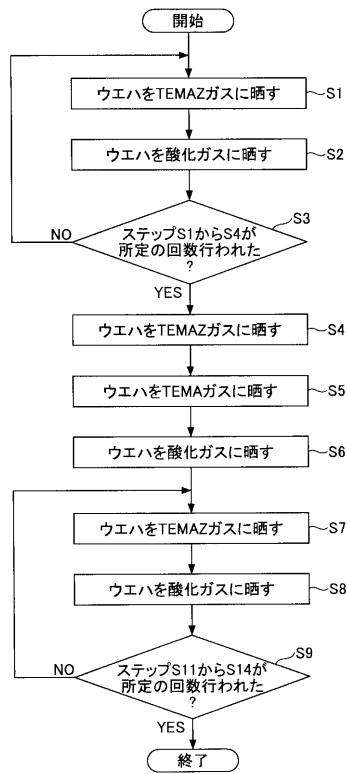 開始
ウエハをTEMAZガスに晒す
S1
ウエハを酸化ガスに晒す
S2
S3
ステップS1からS4が
所定の回数行われた
?
NO
YES
ウエハをTEMAZガスに晒す
S4
ウエハをTEMAガスに晒す
S5
ウエハを酸化ガスに晒す
S6
ウエハをTEMAZガスに晒す
S7
ウエハを酸化ガスに晒す
S8
S9
ステップS11からS14が
所定の回数行われた
?
NO
YES
終了